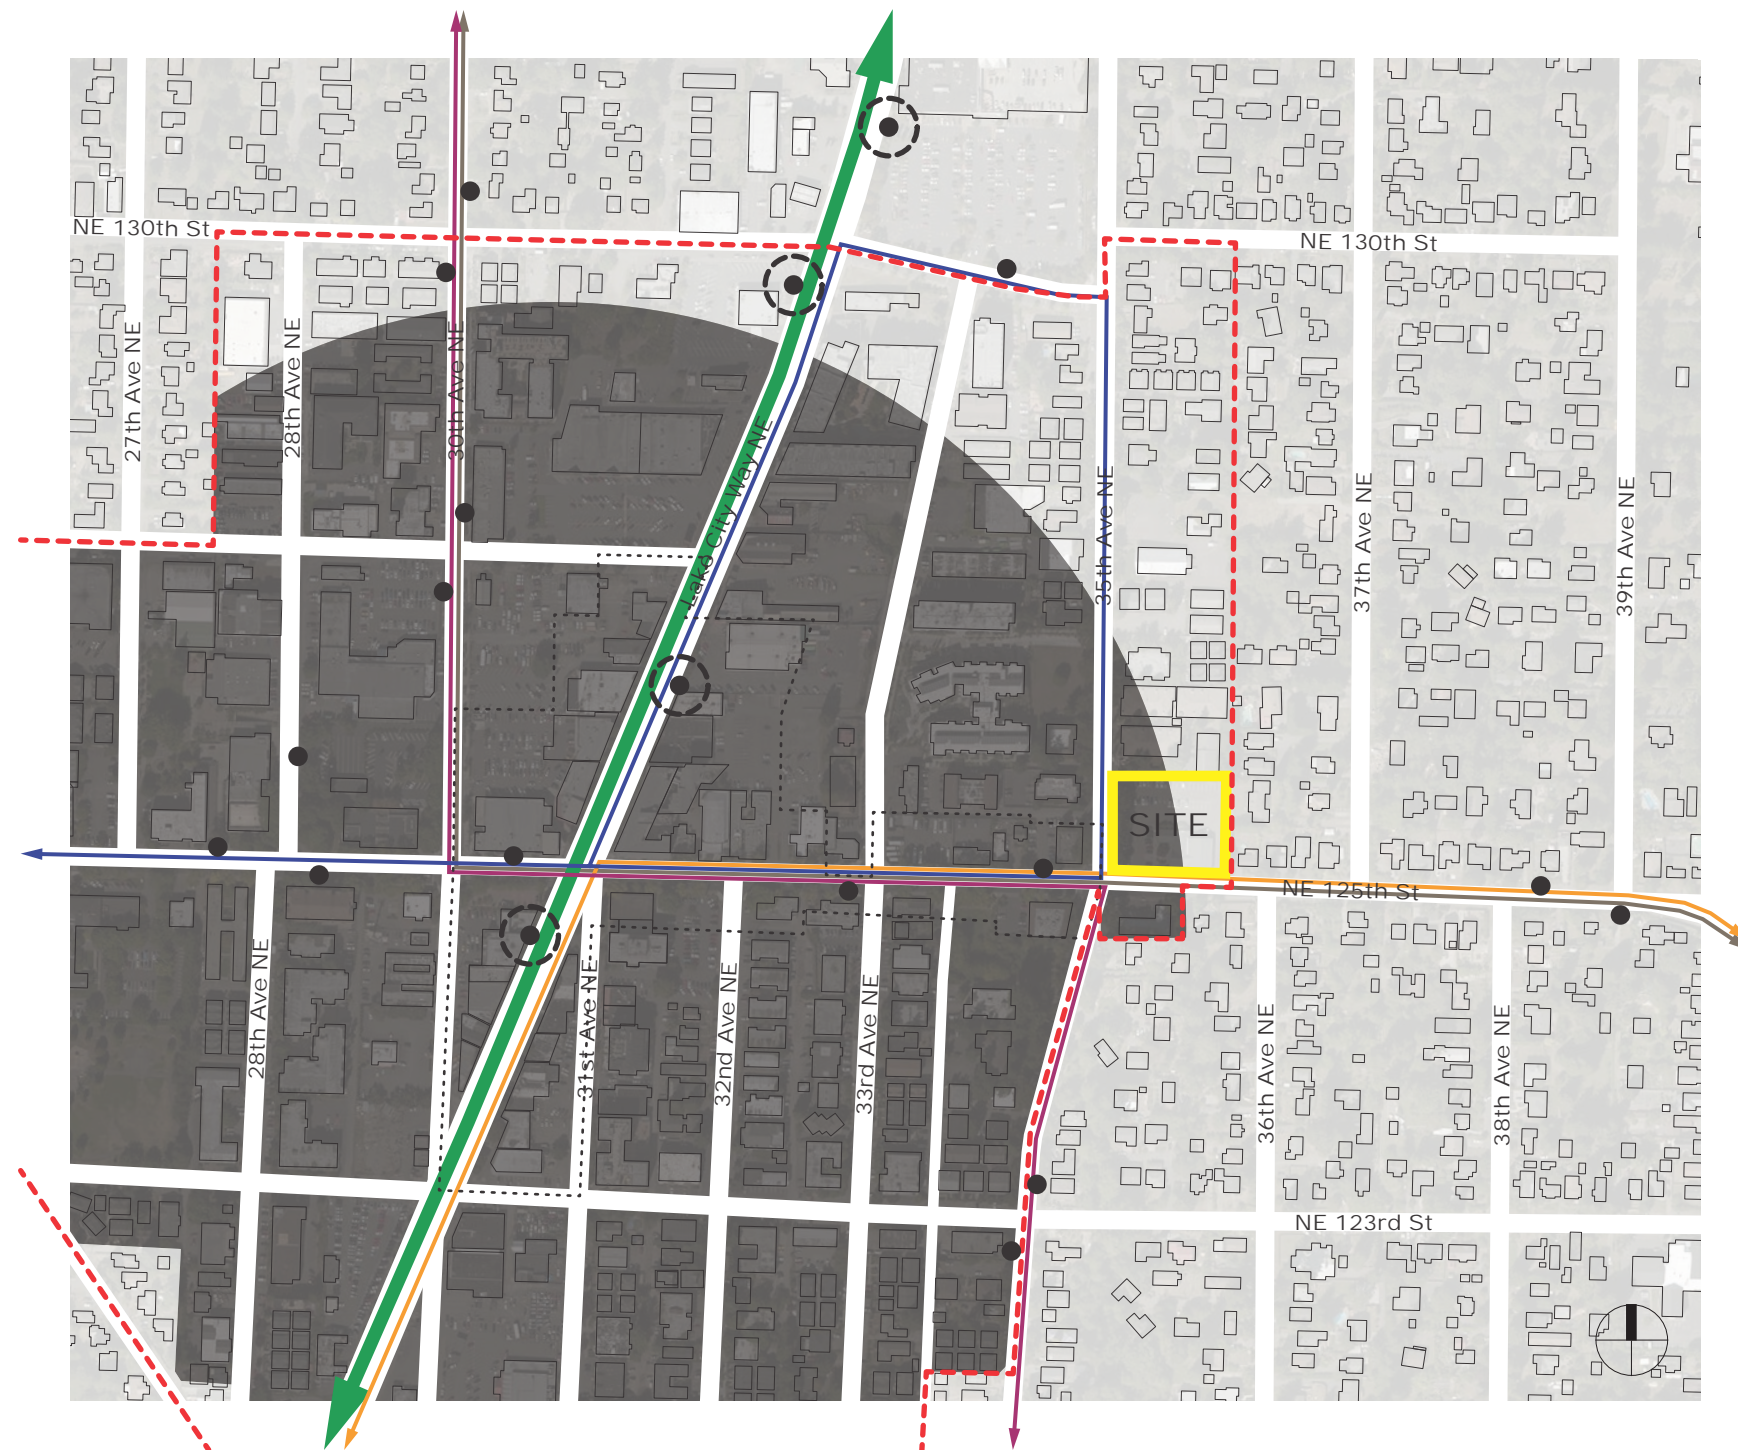 NE 130th St
NE 130th St
27th Ave NE
28th Ave NE
30th Ave NE
Lake City Way NE
35th Ave NE
37th Ave NE
39th Ave NE
SITE
NE 125th St
28th Ave NE
31st Ave NE
32nd Ave NE
33rd Ave NE
36th Ave NE
38th Ave NE
NE 123rd St